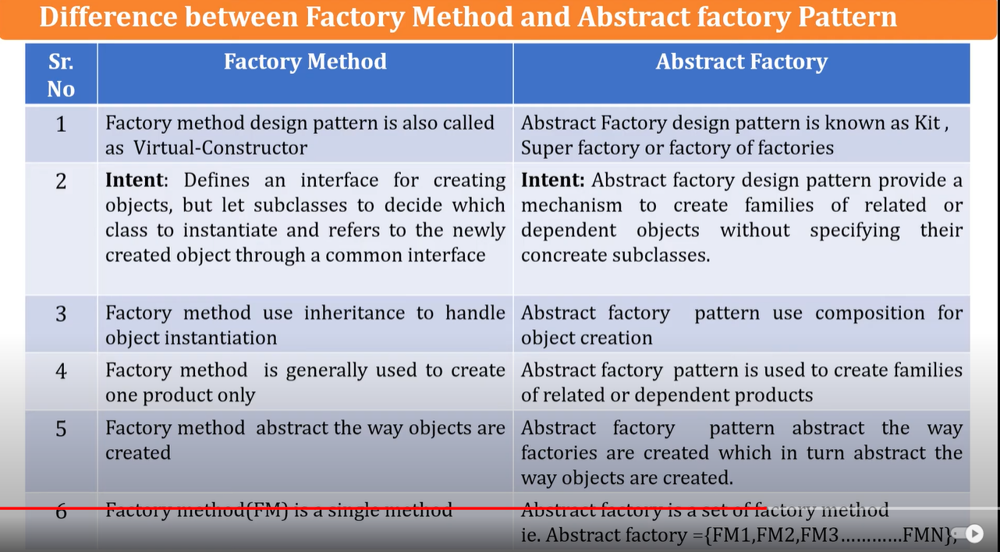 Difference between Factory Method and Abstract factory Pattern
Sr.
No
Factory Method
Abstract Factory
1
Factory method design pattern is also called
as Virtual-Constructor
Abstract Factory design pattern is known as Kit ,
Super factory or factory of factories
2
Intent: Defines an interface for creating
objects, but let subclasses to decide which
class to instantiate and refers to the newly
created object through a common interface
Intent: Abstract factory design pattern provide a
mechanism to create families of related or
dependent objects without specifying their
concreate subclasses.
3
Factory method use inheritance to handle
object instantiation
Abstract factory pattern use composition for
object creation
4
Factory method is generally used to create
one product only
Abstract factory pattern is used to create families
of related or dependent products
5
Factory method abstract the way objects are
created
Abstract factory pattern abstract the way
factories are created which in turn abstract the
way objects are created.
6
Factory method(FM) is a single method
Abstract factory is a set of factory method
ie. Abstract factory ={FM1,FM2,FM3............FMN},